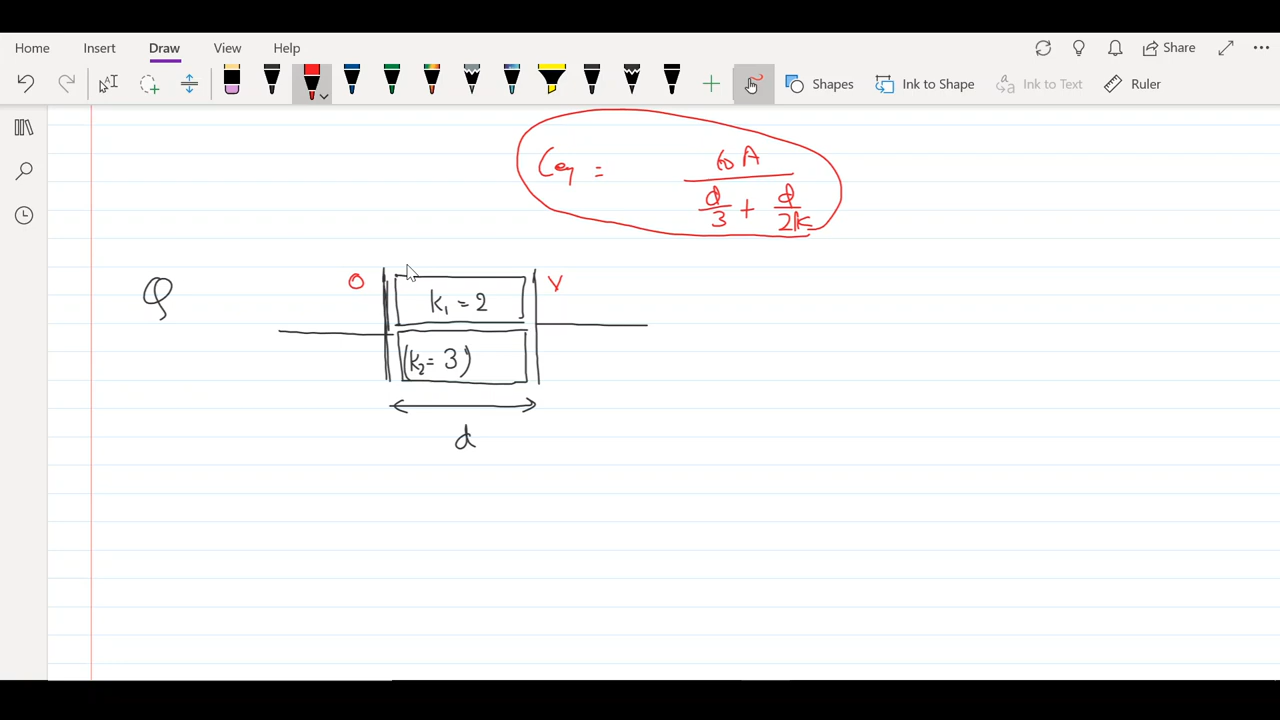 Home Insert Draw View Help Share
Shapes Ink to Shape Ink to Text Ruler
Ceq = ϵ0 A
d/3 + d/2k
Q
0 V
k1 = 2
(k2 = 3)
d